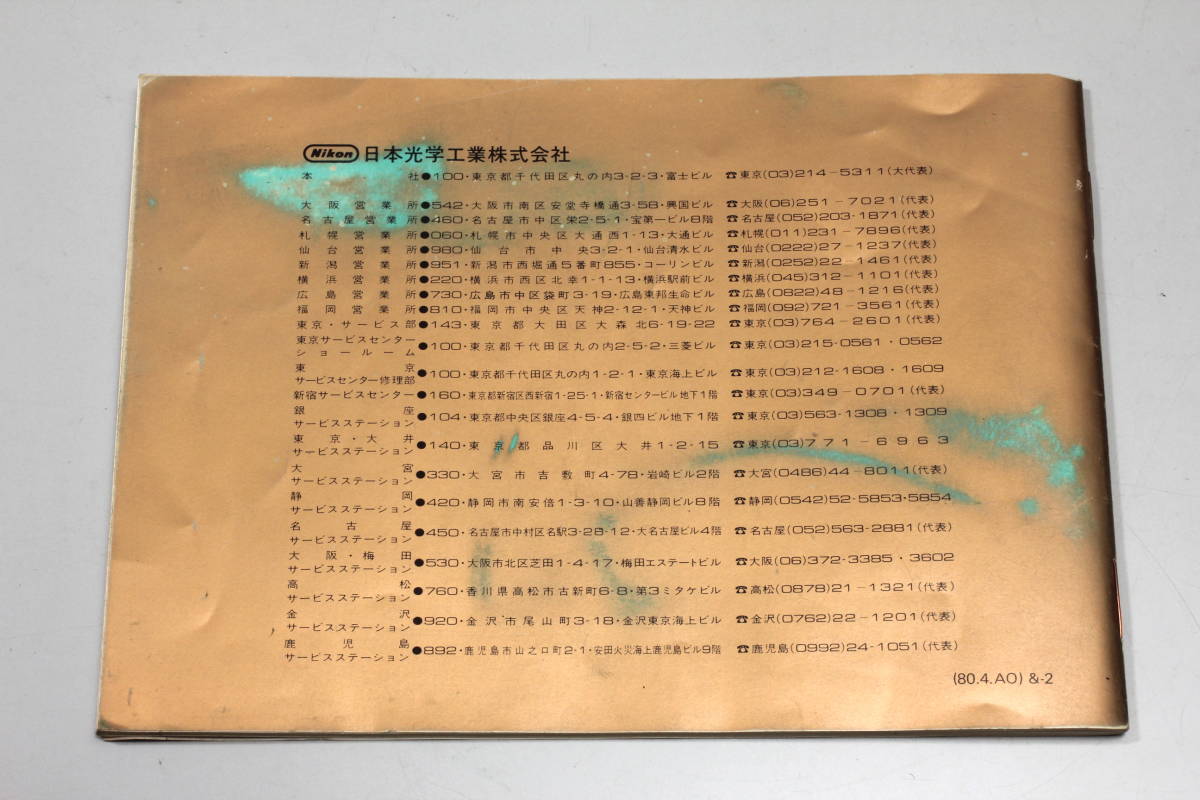 Nikon 日本光学工業株式会社
本社●100・東京都千代田区丸の内3-2-3・富士ビル ☎東京(03)214-5311(大代表)
大阪営業所●542・大阪市南区安堂寺橋通3-58・興国ビル ☎大阪(06)251-7021(代表)
名古屋営業所●460・名古屋市中区栄2-5-1・宝第一ビル8階 ☎名古屋(052)203-1871(代表)
札幌営業所●060・札幌市中央区大通西1-13・大通ビル ☎札幌(011)231-7896(代表)
仙台営業所●980・仙台市中央3-2-1・仙台清水ビル ☎仙台(0222)27-1237(代表)
新潟営業所●951・新潟市西堀通5番町855・コーリンビル ☎新潟(0252)22-1461(代表)
横浜営業所●220・横浜市西区北幸1-1-13・横浜駅前ビル ☎横浜(045)312-1101(代表)
広島営業所●730・広島市中区袋町3-19・広島東邦生命ビル ☎広島(0822)48-1216(代表)
福岡営業所●810・福岡市中央区天神2-12-1・天神ビル ☎福岡(092)721-3561(代表)
東京・サービス部●143・東京都大田区大森北6-19-22 ☎東京(03)764-2601(代表)
東京サービスセンター
ショールーム●100・東京都千代田区丸の内2-5-2・三菱ビル ☎東京(03)215-0561・0562
東京
サービスセンター修理部●100・東京都千代田区丸の内1-2-1・東京海上ビル ☎東京(03)212-1608・1609
新宿サービスセンター●160・東京都新宿区西新宿1-25-1・新宿センタービル地下1階 ☎東京(03)349-0701(代表)
銀座
サービスステーション●104・東京都中央区銀座4-5-4・銀四ビル地下1階 ☎東京(03)563-1308・1309
東京・大井
サービスステーション●140・東京都品川区大井1-2-15 ☎東京(03)771-6963
大宮
サービスステーション●330・大宮市吉敷町4-78・岩崎ビル2階 ☎大宮(0486)44-8011(代表)
静岡
サービスステーション●420・静岡市南安倍1-3-10・山善静岡ビル8階 ☎静岡(0542)52-5853・5854
名古屋
サービスステーション●450・名古屋市中村区名駅3-28-12・大名古屋ビル4階 ☎名古屋(052)563-2881(代表)
大阪・梅田
サービスステーション●530・大阪市北区芝田1-4-17・梅田エステートビル ☎大阪(06)372-3385・3602
高松
サービスステーション●760・香川県高松市古新町6-8・第3ミタケビル ☎高松(0878)21-1321(代表)
金沢
サービスステーション●920・金沢市尾山町3-18・金沢東京海上ビル ☎金沢(0762)22-1201(代表)
鹿児島
サービスステーション●892・鹿児島市山之口町2-1・安田火災海上鹿児島ビル9階 ☎鹿児島(0992)24-1051(代表)
(80.4.AO) &-2